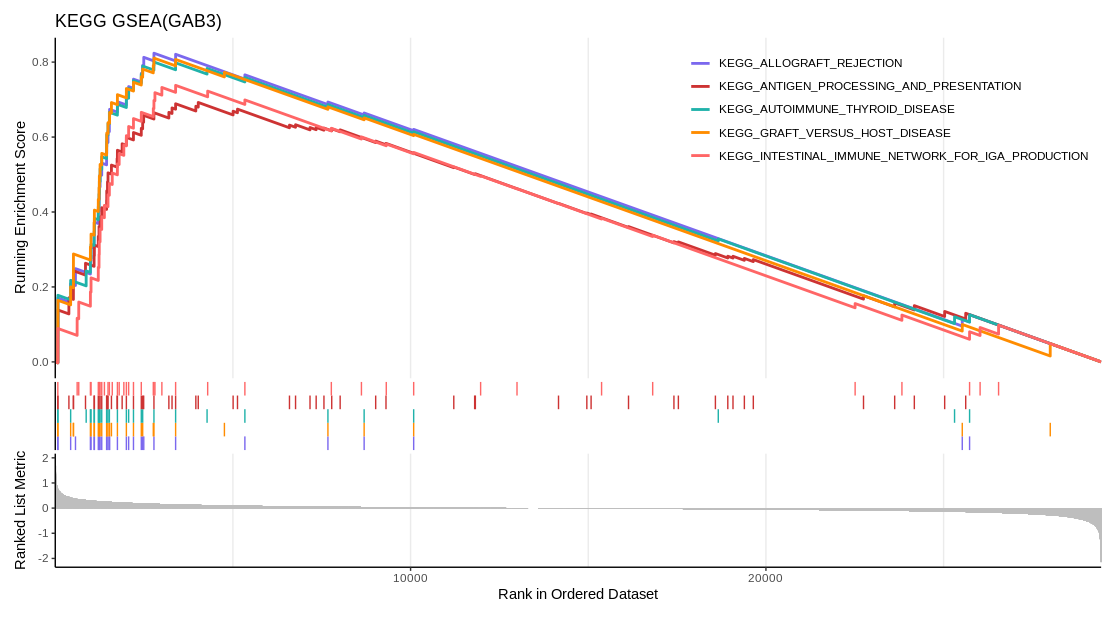 KEGG GSEA(GAB3)
Running Enrichment Score
0.8
0.6
0.4
0.2
0.0
KEGG_ALLOGRAFT_REJECTION
KEGG_ANTIGEN_PROCESSING_AND_PRESENTATION
KEGG_AUTOIMMUNE_THYROID_DISEASE
KEGG_GRAFT_VERSUS_HOST_DISEASE
KEGG_INTESTINAL_IMMUNE_NETWORK_FOR_IGA_PRODUCTION
Ranked List Metric
2
1
0
-1
-2
10000
20000
Rank in Ordered Dataset